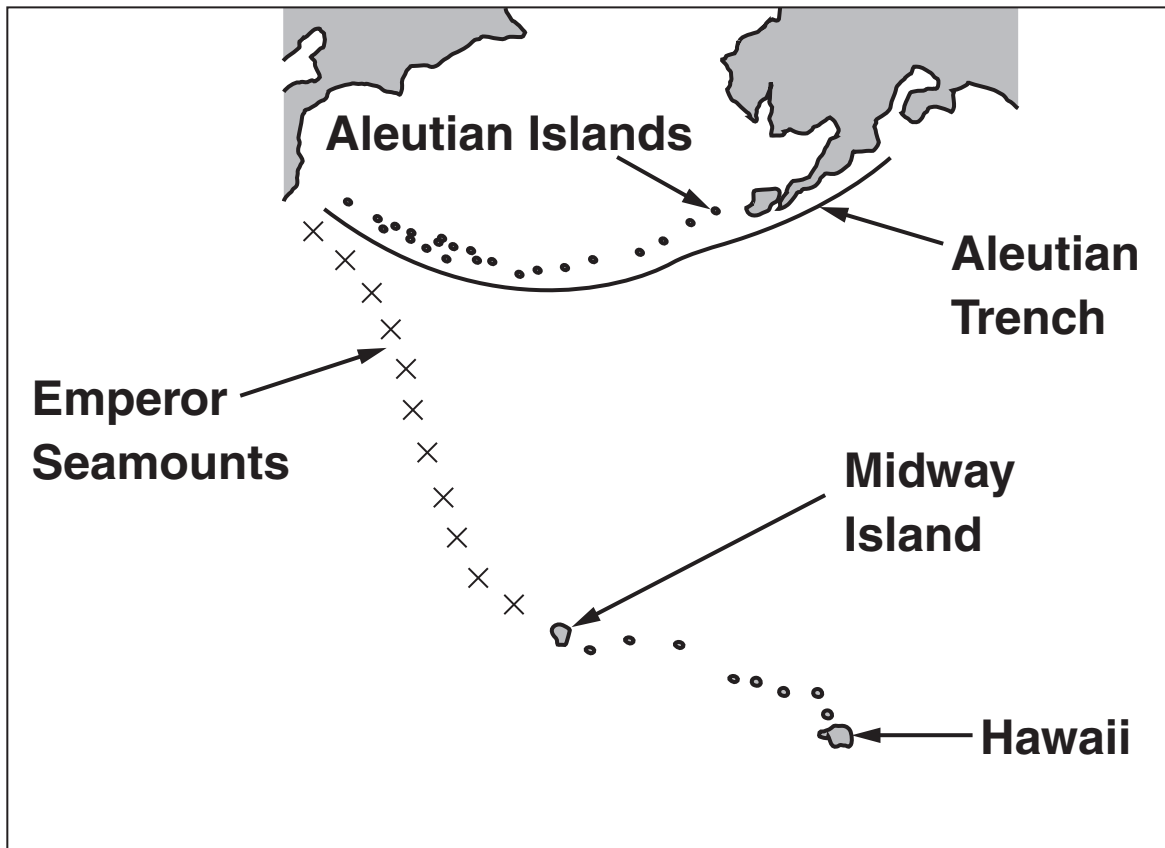 Aleutian Islands
Aleutian
Trench
Emperor
Seamounts
Midway
Island
Hawaii